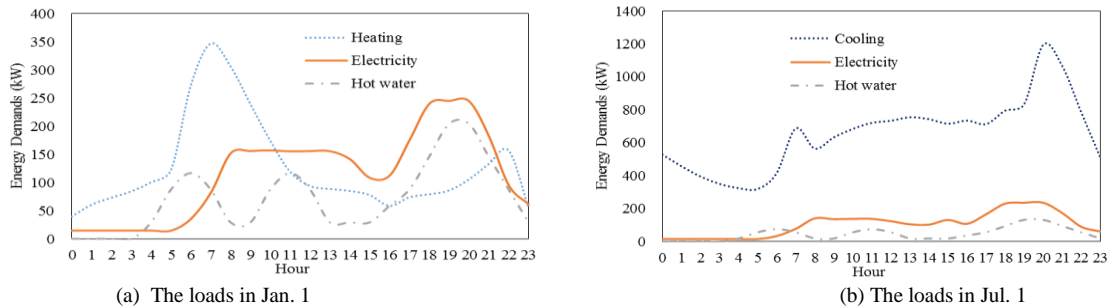 400
350
300
250
200
150
100
50
0
Energy Demands (kW)
Heating
Electricity
Hot water
0 1 2 3 4 5 6 7 8 9 10 11 12 13 14 15 16 17 18 19 20 21 22 23
Hour
(a) The loads in Jan. 1
1400
1200
1000
800
600
400
200
0
Energy Demands (kW)
Cooling
Electricity
Hot water
0 1 2 3 4 5 6 7 8 9 10 11 12 13 14 15 16 17 18 19 20 21 22 23
Hour
(b) The loads in Jul. 1